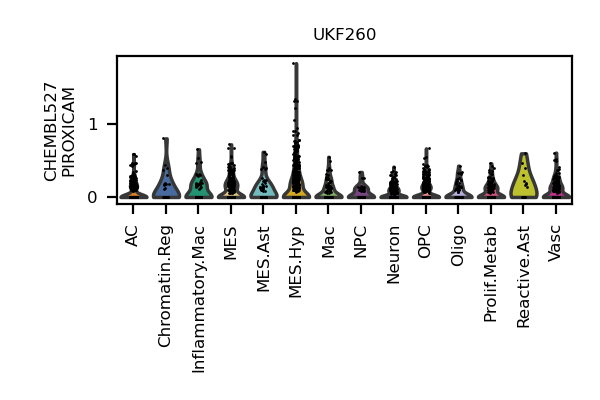 UKF260
CHEMBL527
PIROXICAM
1
0
AC
Chromatin.Reg
Inflammatory.Mac
MES
MES.Ast
MES.Hyp
Mac
NPC
Neuron
OPC
Oligo
Prolif.Metab
Reactive.Ast
Vasc